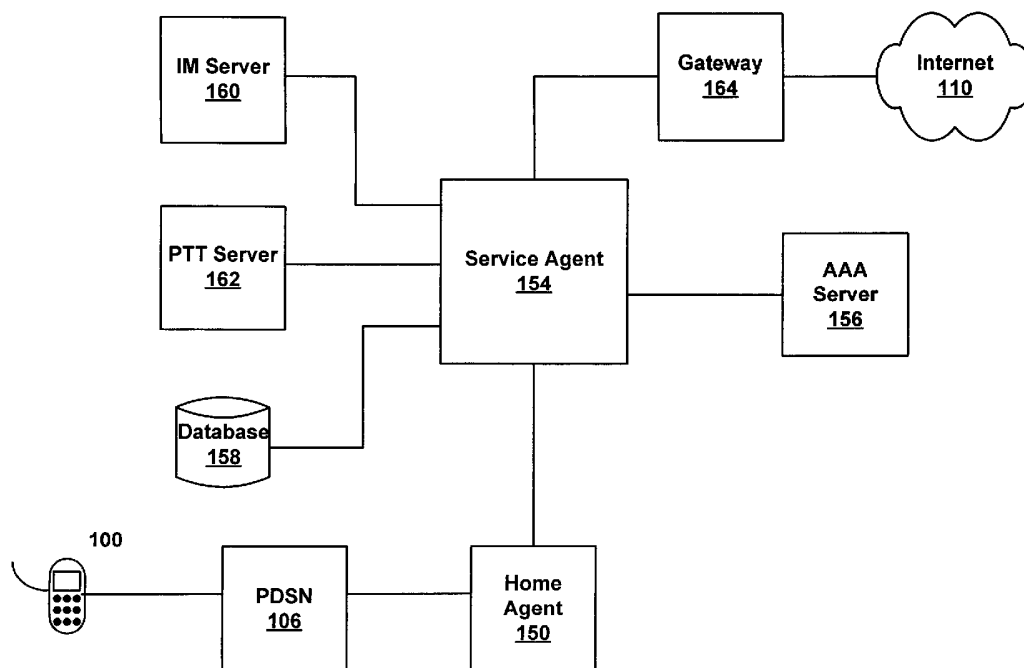 IM Server
160
Gateway
164
Internet
110
PTT Server
162
Service Agent
154
AAA
Server
156
Database
158
100
PDSN
106
Home
Agent
150